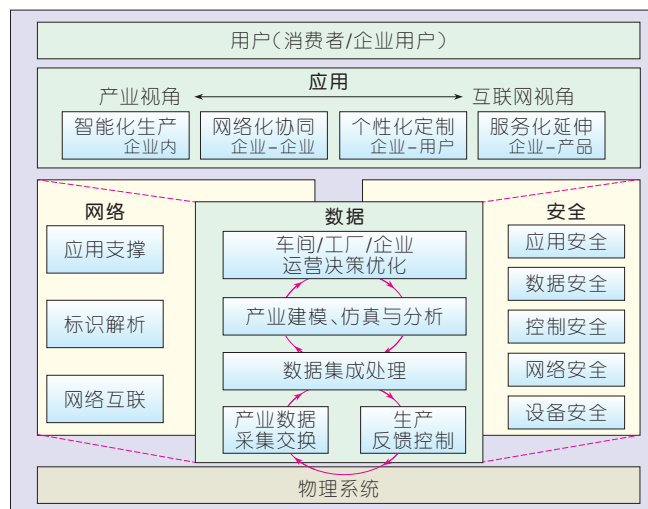 用户(消费者/企业用户)
应用
产业视角
互联网视角
智能化生产
企业内
网络化协同
企业-企业
个性化定制
企业-用户
服务化延伸
企业-产品
网络
应用支撑
标识解析
网络互联
数据
车间/工厂/企业
运营决策优化
产业建模、仿真与分析
数据集成处理
产业数据
采集交换
生产
反馈控制
安全
应用安全
数据安全
控制安全
网络安全
设备安全
物理系统